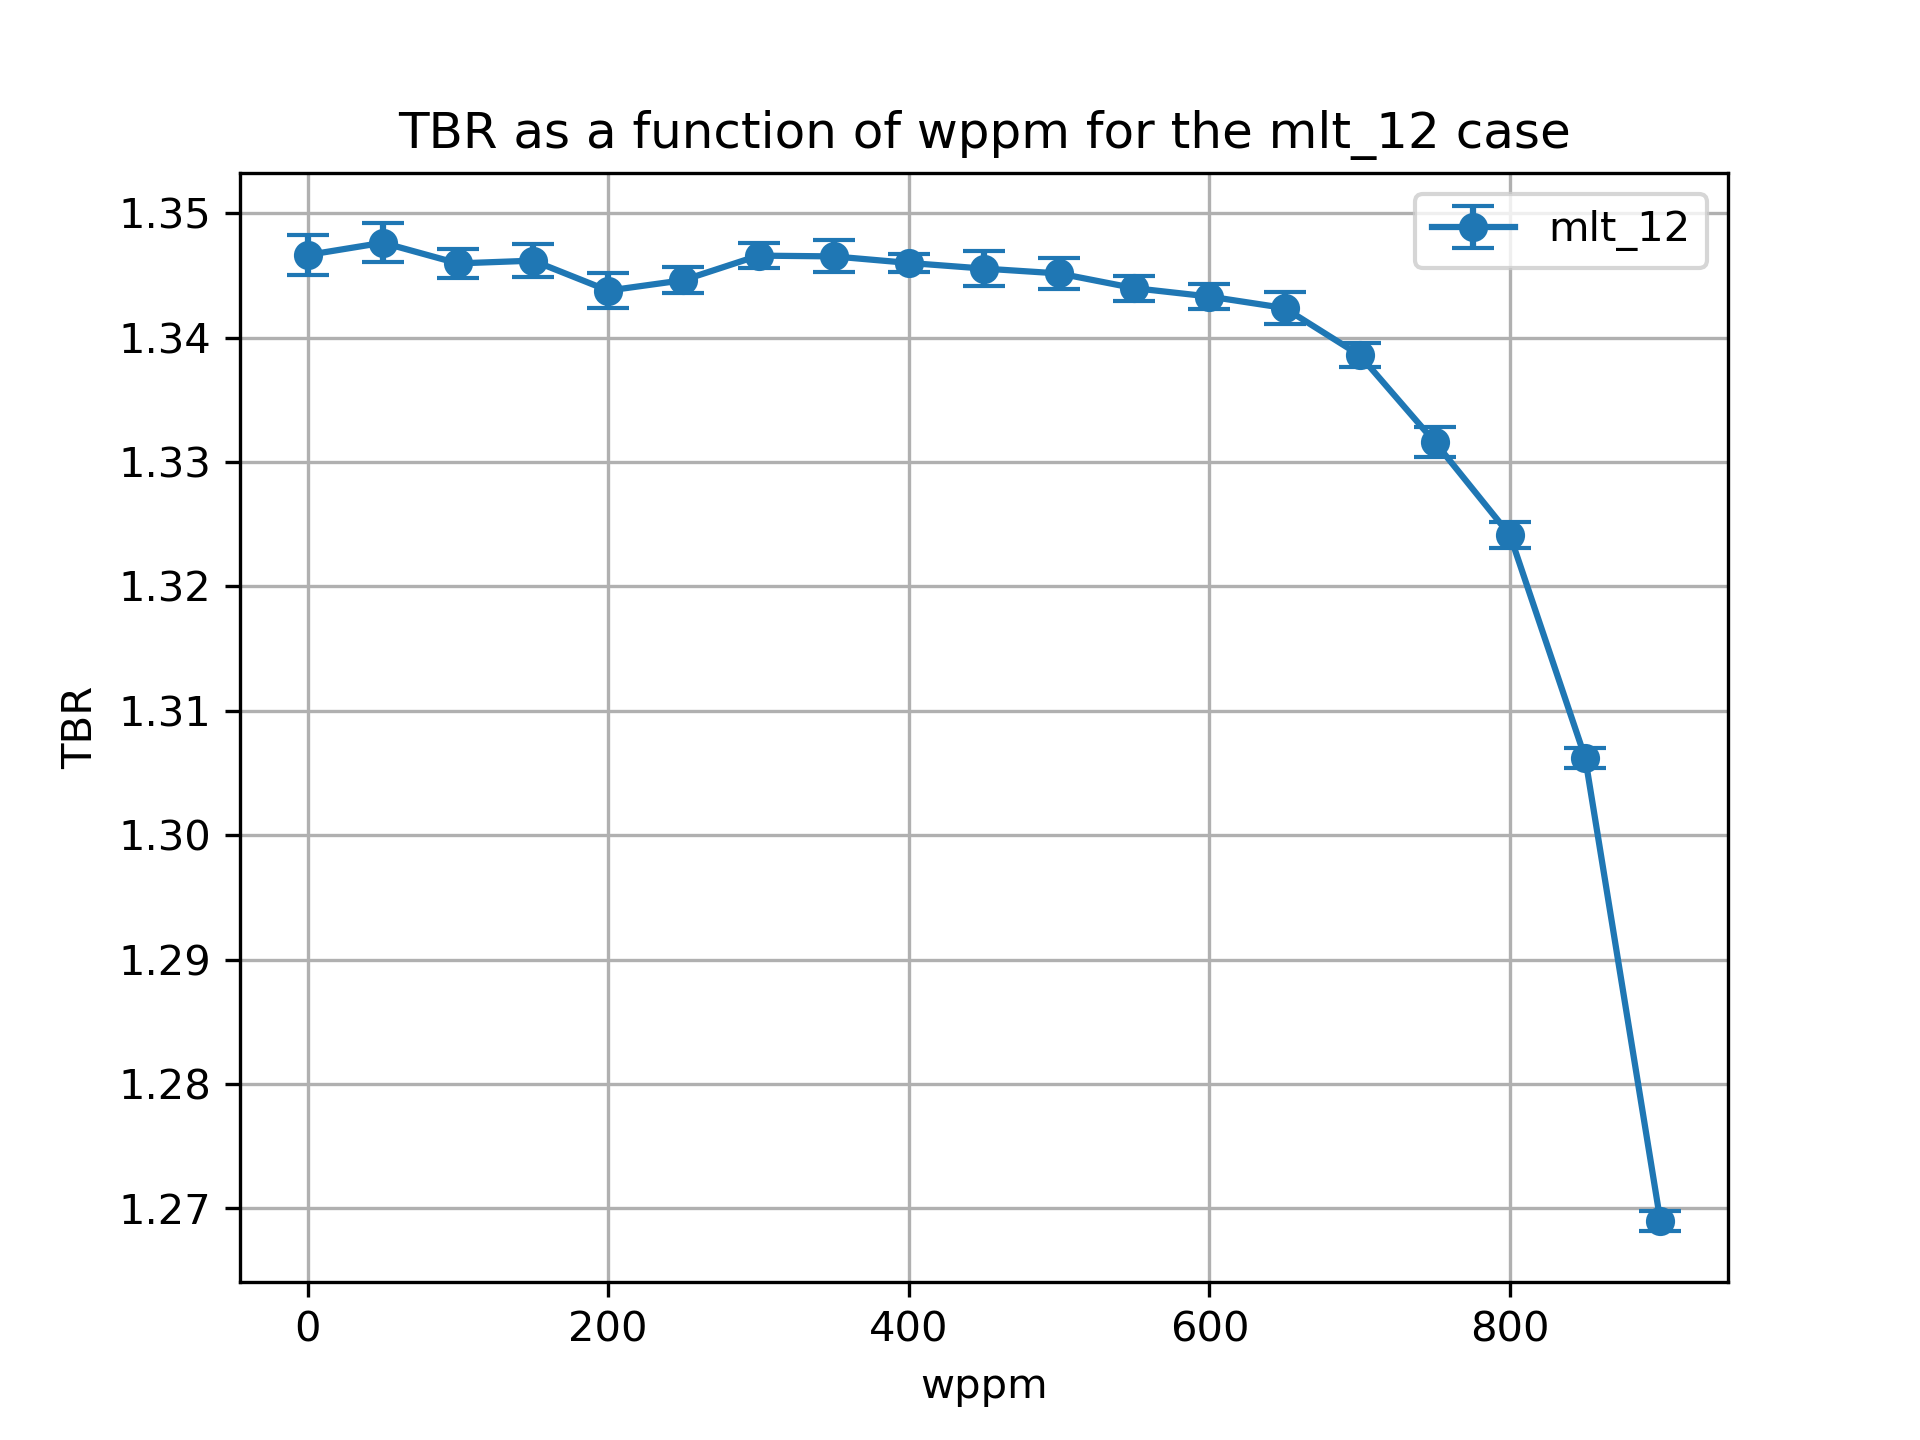 TBR as a function of wppm for the mlt_12 case
mlt_12
1.35
1.34
1.33
1.32
1.31
1.30
1.29
1.28
1.27
TBR
0 200 400 600 800
wppm